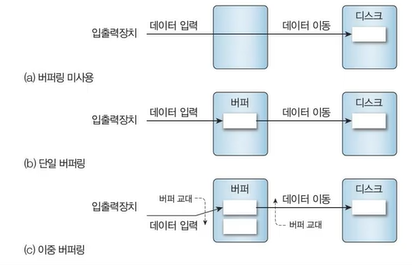 데이터 입력
데이터 이동
디스크
입출력장치
(a) 버퍼링 미사용
데이터 입력
버퍼
데이터 이동
디스크
입출력장치
(b) 단일 버퍼링
버퍼 교대
버퍼
데이터 이동
디스크
입출력장치
데이터 입력
버퍼 교대
(c) 이중 버퍼링